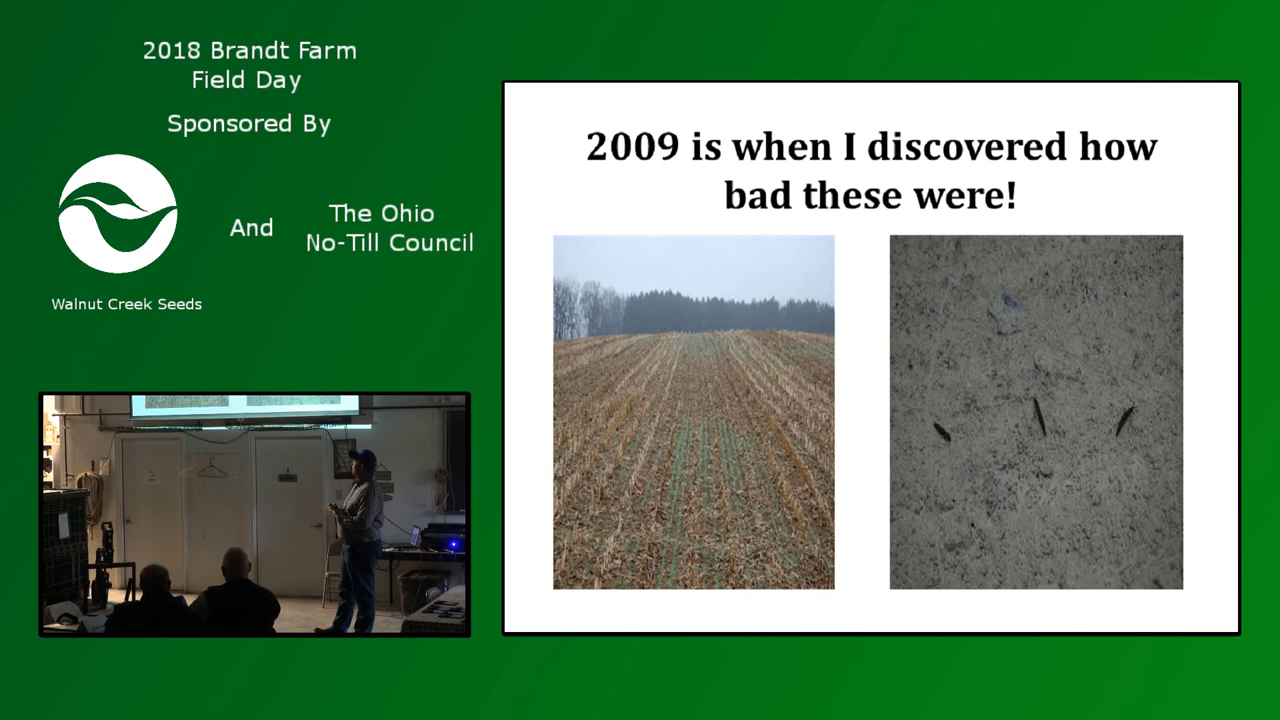 2018 Brandt Farm
Field Day
Sponsored By
And
The Ohio
No-Till Council
Walnut Creek Seeds
2009 is when I discovered how
bad these were!